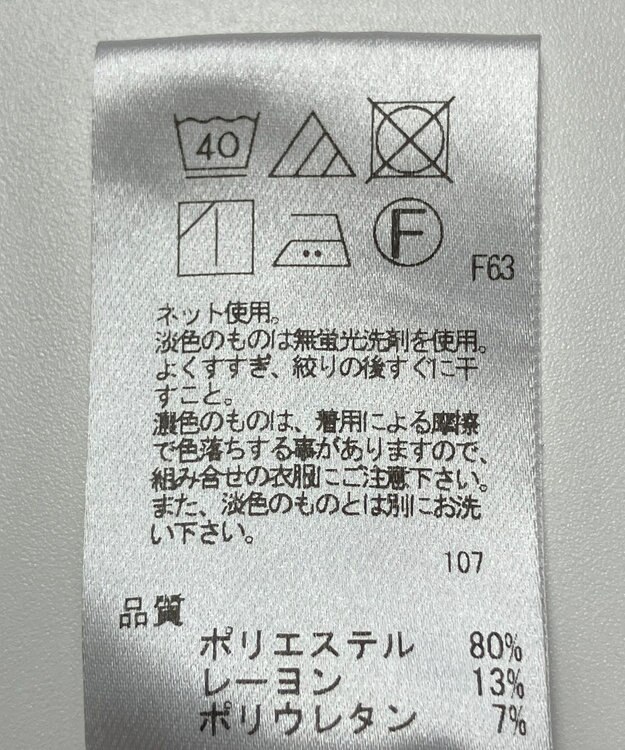 40
F
F63
ネット使用。
淡色のものは無蛍光洗剤を使用。
よくすすぎ、絞りの後すぐに干
すこと。
濃色のものは、着用による摩擦
で色落ちする事がありますので、
組み合せの衣服にご注意下さい。
また、淡色のものとは別にお洗
い下さい。
107
品質
ポリエステル 80%
レーヨン 13%
ポリウレタン 7%